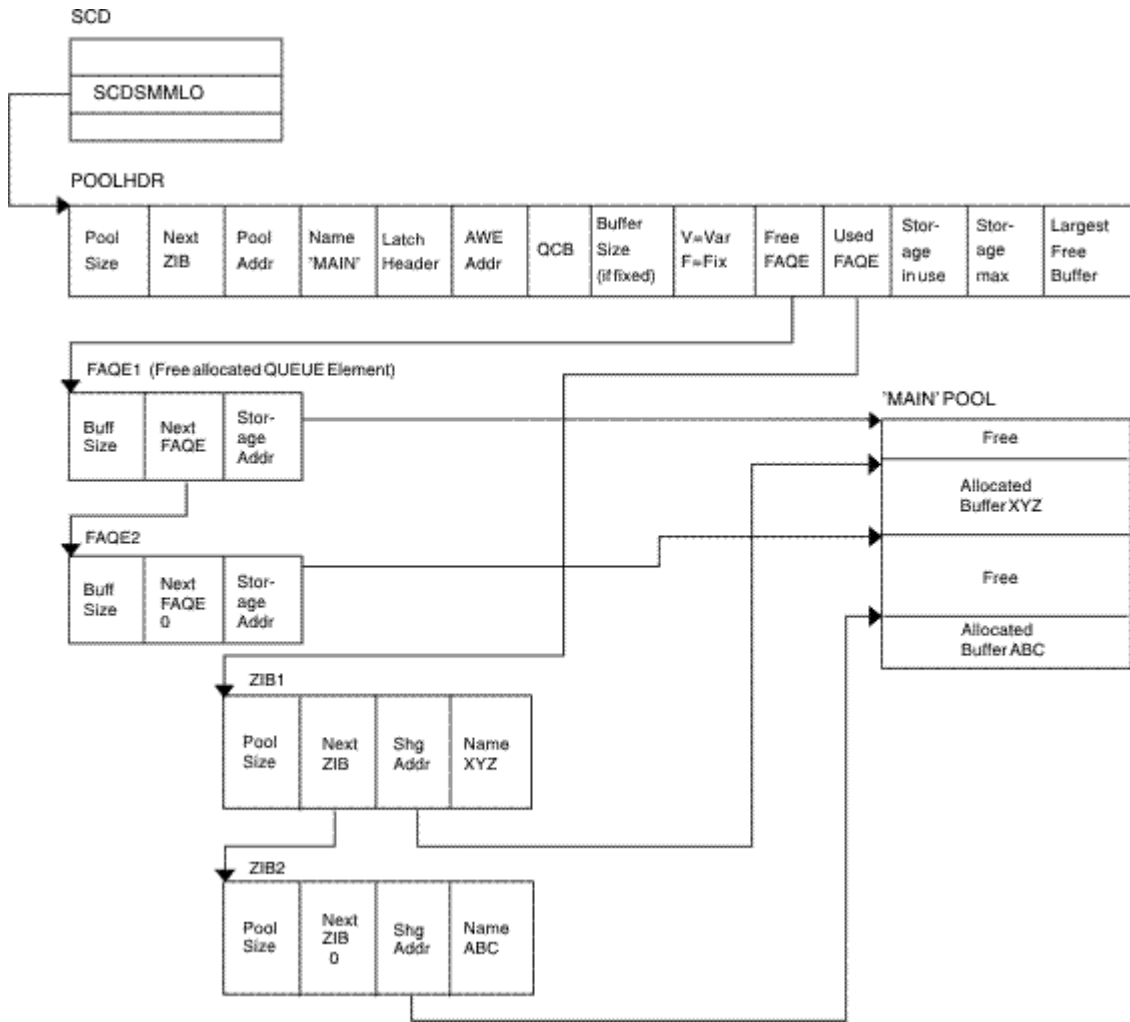 SCD
SCDSMMLO
POOLHDR
Pool
Size
Next
ZIB
Pool
Addr
Name
'MAIN'
Latch
Header
AWE
Addr
QCB
Buffer
Size
(if fixed)
V=Var
F=Fix
Free
FAQE
Used
FAQE
Stor-
age
in use
Stor-
age
max
Largest
Free
Buffer
FAQE1 (Free allocated QUEUE Element)
Buff
Size
Next
FAQE
Stor-
age
Addr
'MAIN' POOL
Free
Allocated
Buffer XYZ
Free
Allocated
Buffer ABC
FAQE2
Buff
Size
Next
FAQE
0
Stor-
age
Addr
ZIB1
Pool
Size
Next
ZIB
Shg
Addr
Name
XYZ
ZIB2
Pool
Size
Next
ZIB
0
Shg
Addr
Name
ABC